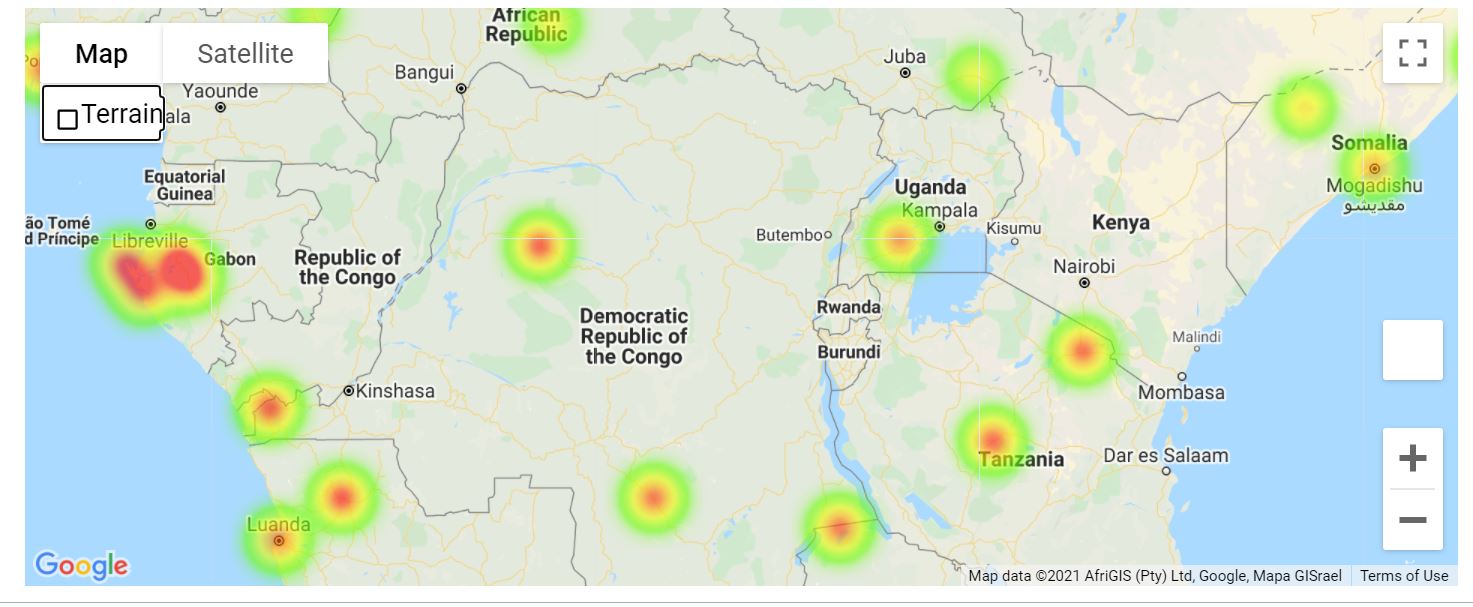 African
Republic
Map
Satellite
Juba
Bangui
Yaounde
Terrain
ala
Somalia
Equatorial
Guinea
Uganda
Mogadishu
مقديشو
Kampala
ão Tomé
d Príncipe
Libreville
Butembo
Kisumu
Kenya
Gabon
Republic of
the Congo
Nairobi
Rwanda
Democratic
Republic of
the Congo
Malindi
Burundi
Kinshasa
Mombasa
Tanzania
Dar es Salaam
Luanda
Google
Map data ©2021 AfriGIS (Pty) Ltd, Google, Mapa GISrael
Terms of Use